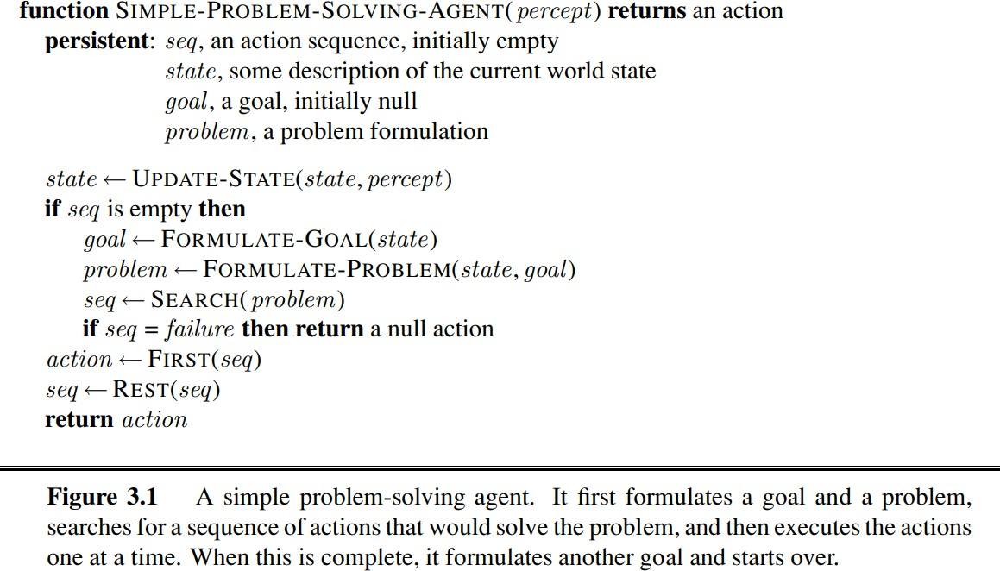 function SIMPLE-PROBLEM-SOLVING-AGENT(percept) returns an action
persistent: seq, an action sequence, initially empty
state, some description of the current world state
goal, a goal, initially null
problem, a problem formulation
state ← UPDATE-STATE(state, percept)
if seq is empty then
goal ← FORMULATE-GOAL(state)
problem ← FORMULATE-PROBLEM(state, goal)
seq ← SEARCH(problem)
if seq = failure then return a null action
action ← FIRST(seq)
seq ← REST(seq)
return action
Figure 3.1 A simple problem-solving agent. It first formulates a goal and a problem,
searches for a sequence of actions that would solve the problem, and then executes the actions
one at a time. When this is complete, it formulates another goal and starts over.